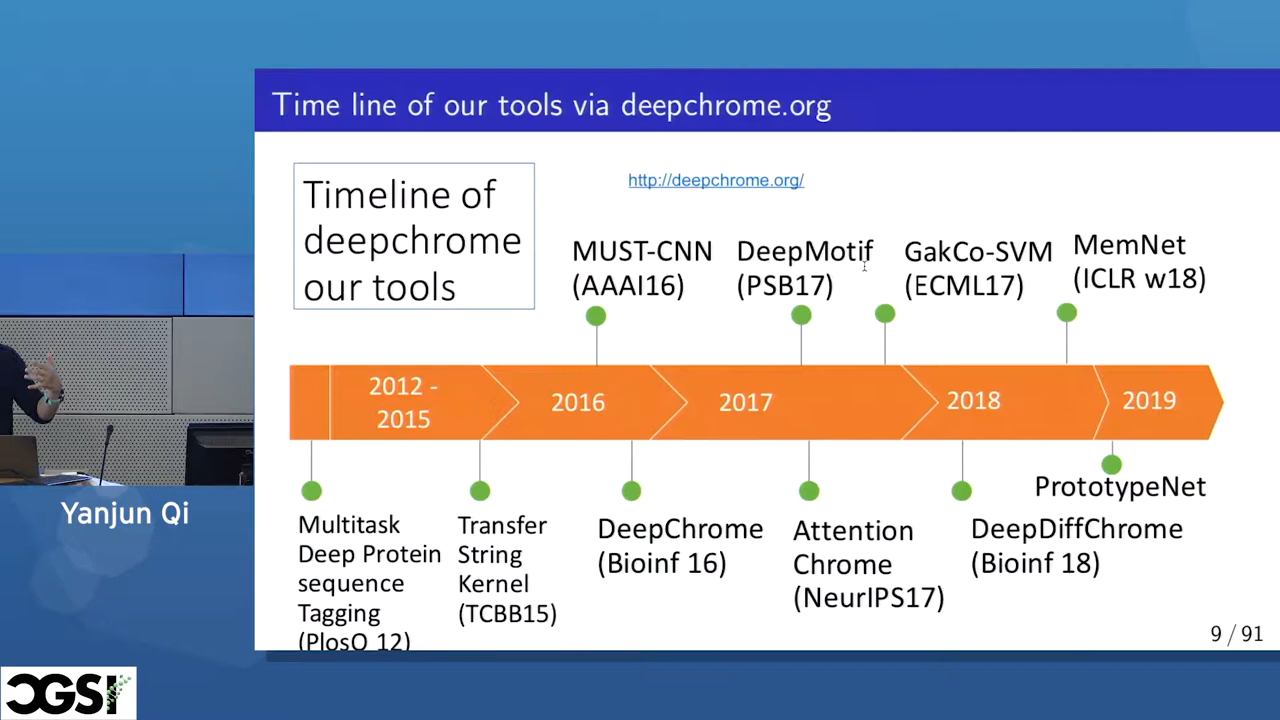 Time line of our tools via deepchrome.org
Timeline of
deepchrome
our tools
http://deepchrome.org/
MUST-CNN
(AAAI16)
DeepMotif
(PSB17)
GakCo-SVM
(ECML17)
MemNet
(ICLR w18)
2012 -
2015
2016
2017
2018
2019
Multitask
Deep Protein
sequence
Tagging
(PlosO 12)
Transfer
String
Kernel
(TCBB15)
DeepChrome
(Bioinf 16)
Attention
Chrome
(NeurIPS17)
PrototypeNet
DeepDiffChrome
(Bioinf 18)
9 / 91
Yanjun Qi
CGSI